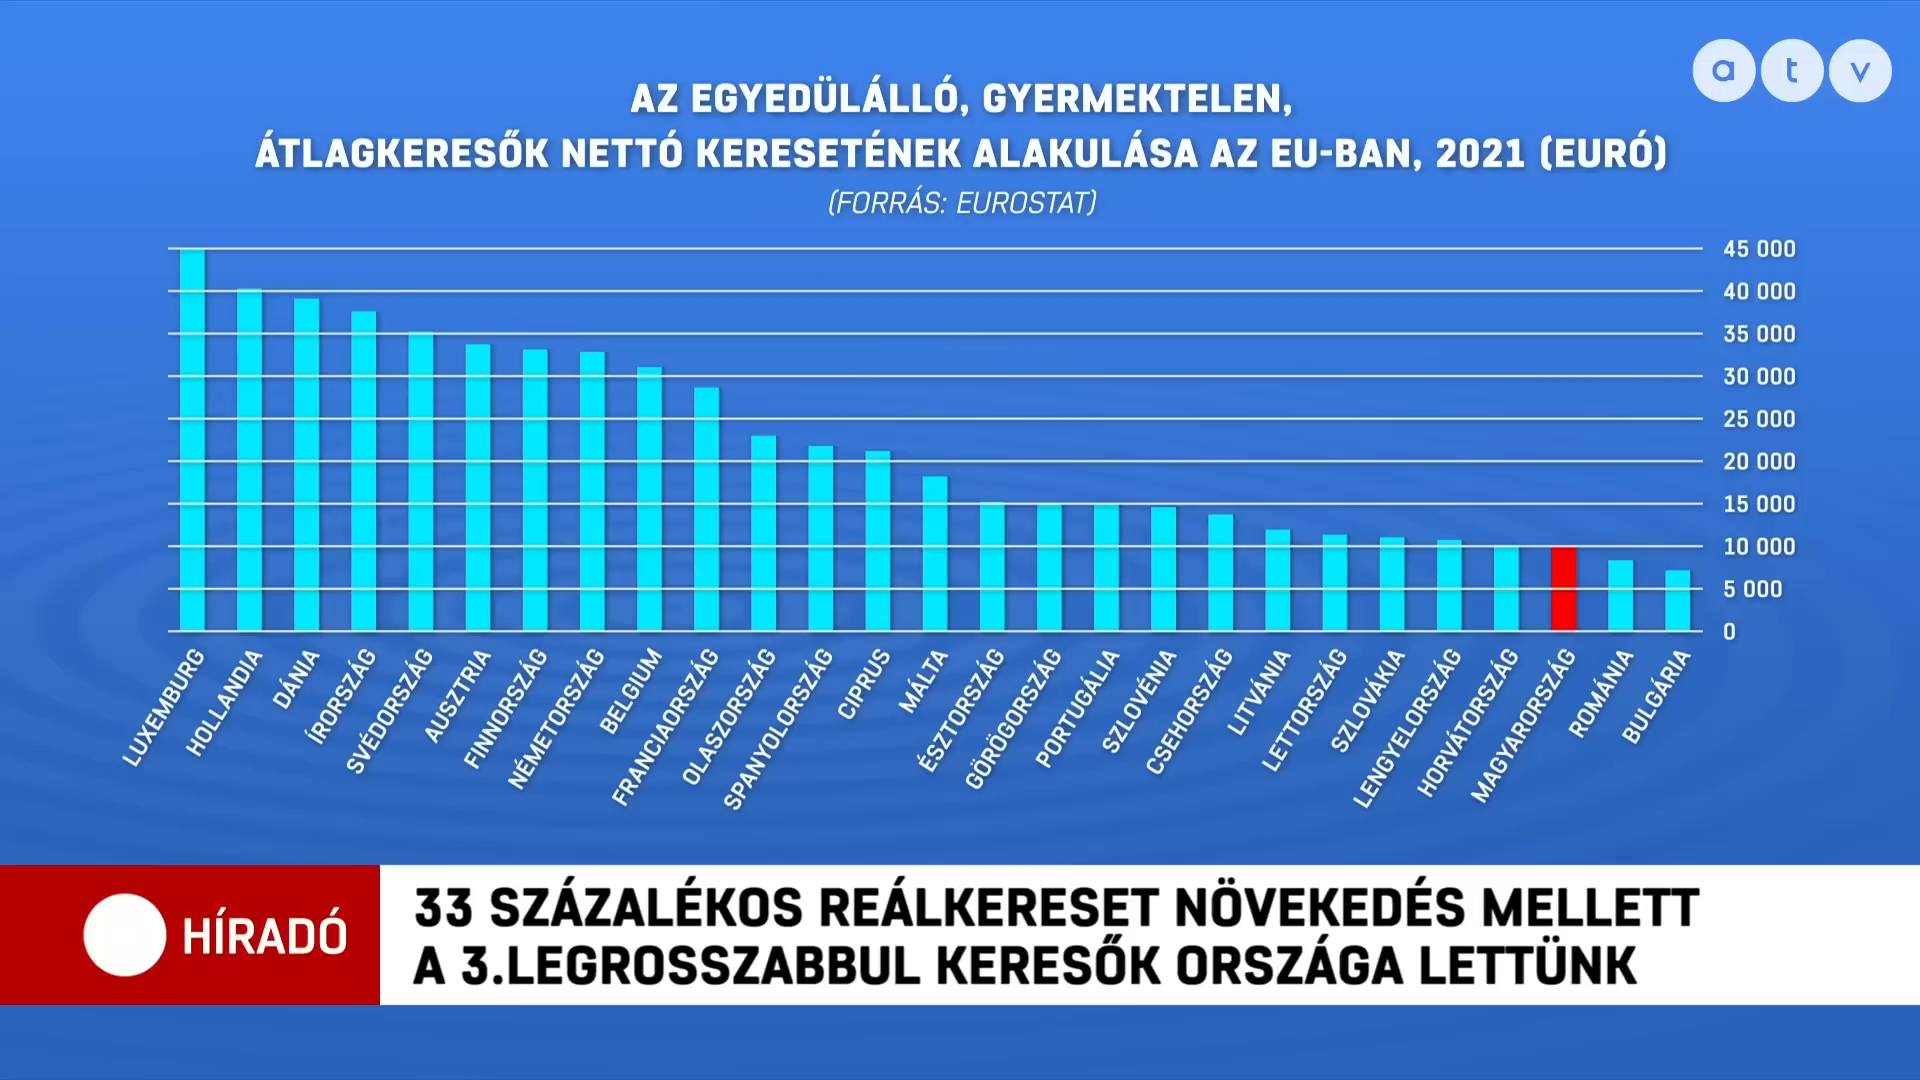 a t v
AZ EGYEDÜLÁLLÓ, GYERMEKTELEN,
ÁTLAGKERESŐK NETTÓ KERESETÉNEK ALAKULÁSA AZ EU-BAN, 2021 (EURÓ)
(FORRÁS: EUROSTAT)
45 000
40 000
35 000
30 000
25 000
20 000
15 000
10 000
5 000
0
LUXEMBURG
HOLLANDIA
DÁNIA
ÍRORSZÁG
SVÉDORSZÁG
AUSZTRIA
FINNORSZÁG
NÉMETORSZÁG
BELGIUM
FRANCIAORSZÁG
OLASZORSZÁG
SPANYOLORSZÁG
CIPRUS
MÁLTA
ÉSZTORSZÁG
GÖRÖGORSZÁG
PORTUGÁLIA
SZLOVÉNIA
CSEHORSZÁG
LITVÁNIA
LETTORSZÁG
SZLOVÁKIA
LENGYELORSZÁG
HORVÁTORSZÁG
MAGYARORSZÁG
ROMÁNIA
BULGÁRIA
HÍRADÓ
33 SZÁZALÉKOS REÁLKERESET NÖVEKEDÉS MELLETT
A 3.LEGROSSZABBUL KERESŐK ORSZÁGA LETTÜNK